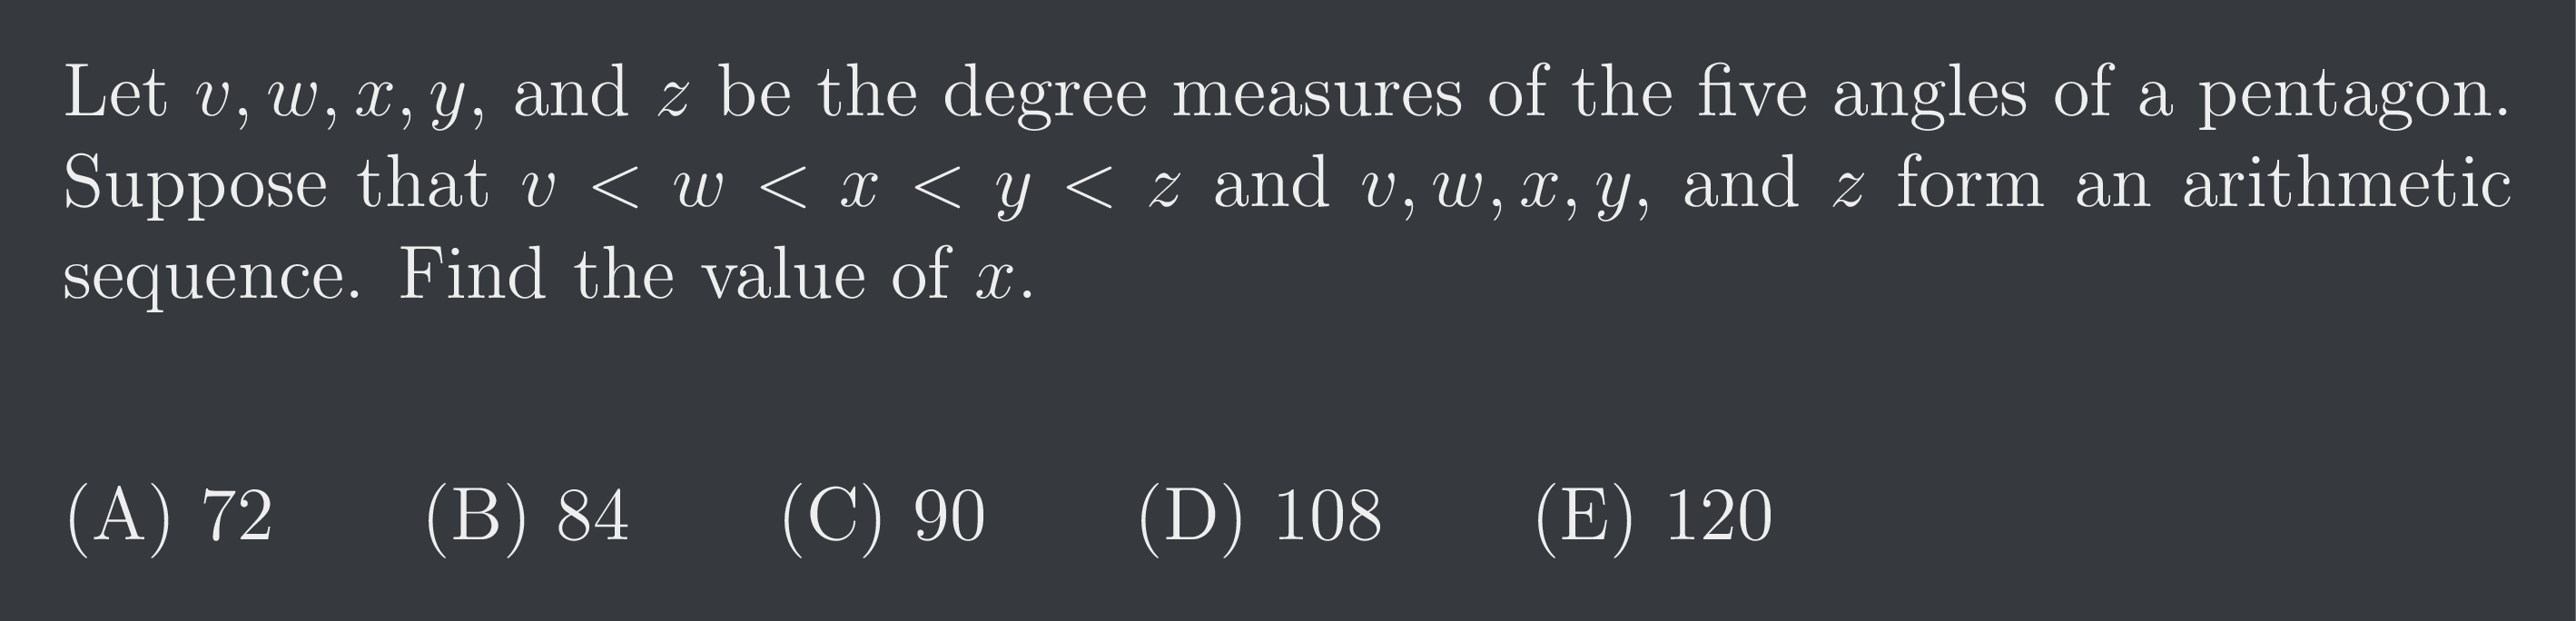 Let v, w, x, y, and z be the degree measures of the five angles of a pentagon.
Suppose that v < w < x < y < z and v, w, x, y, and z form an arithmetic
sequence. Find the value of x.
(A) 72 (B) 84 (C) 90 (D) 108 (E) 120